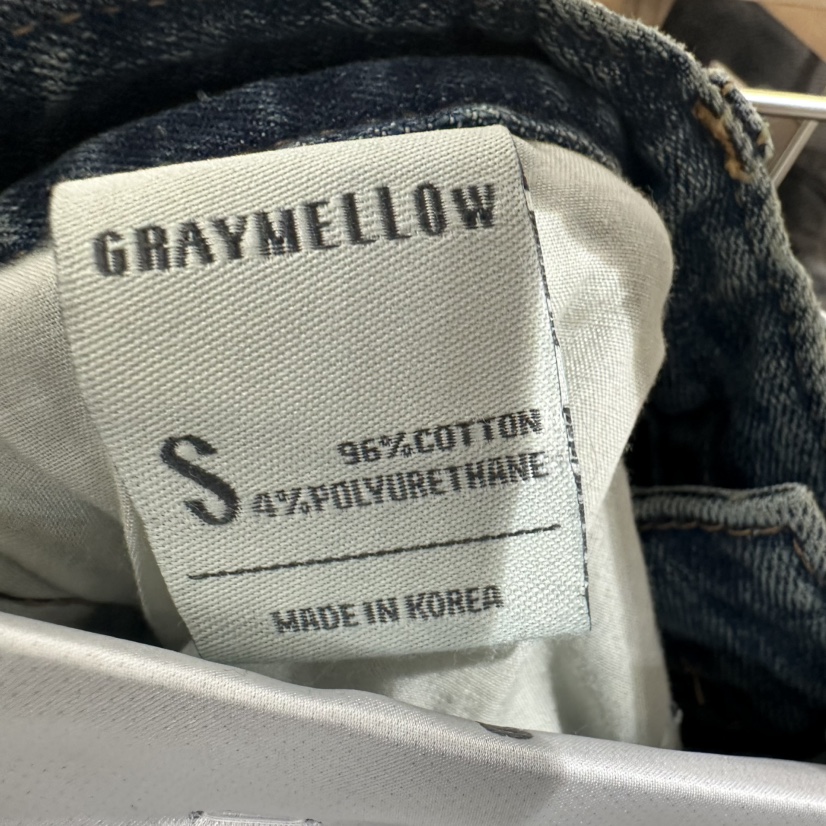 GRAYMELLOW
S
96%COTTON
4%POLYURETHANE
MADE IN KOREA